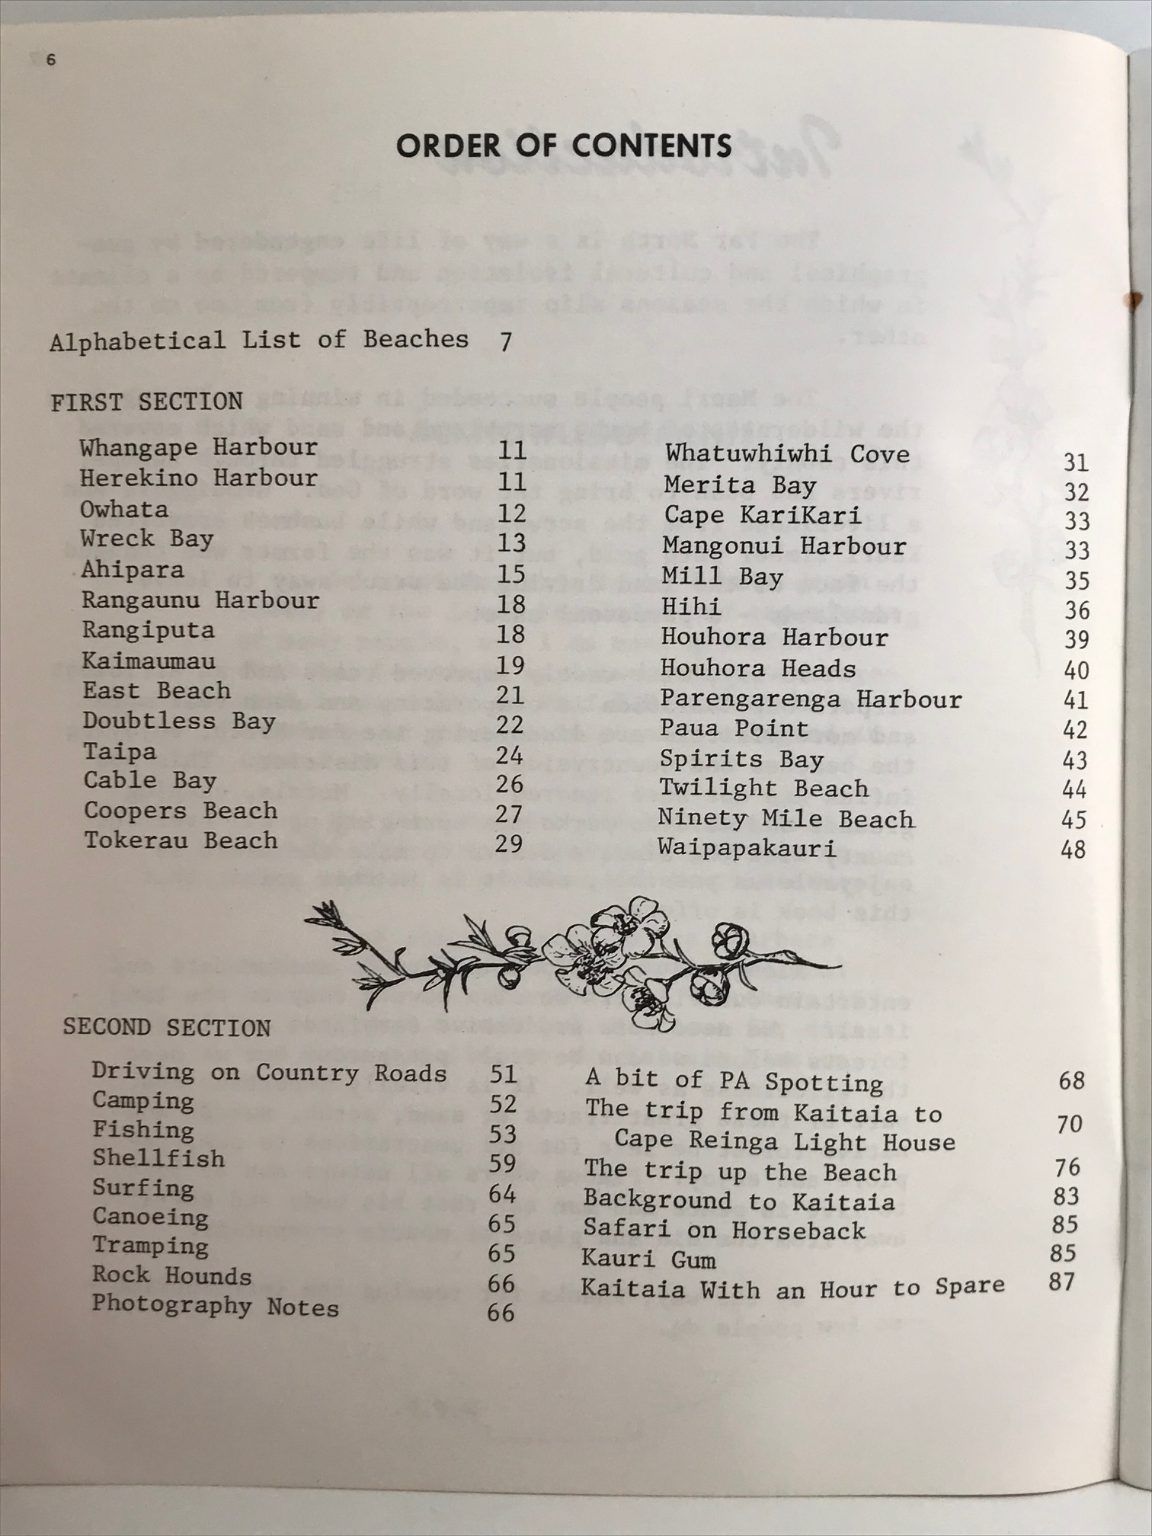 6
ORDER OF CONTENTS
Alphabetical List of Beaches 7
FIRST SECTION
Whangape Harbour 11
Herekino Harbour 11
Owhata 12
Wreck Bay 13
Ahipara 15
Rangaunu Harbour 18
Rangiputa 18
Kaimaumau 19
East Beach 21
Doubtless Bay 22
Taipa 24
Cable Bay 26
Coopers Beach 27
Tokerau Beach 29
Whatuwhiwhi Cove 31
Merita Bay 32
Cape KariKari 33
Mangonui Harbour 33
Mill Bay 35
Hihi 36
Houhora Harbour 39
Houhora Heads 40
Parengarenga Harbour 41
Paua Point 42
Spirits Bay 43
Twilight Beach 44
Ninety Mile Beach 45
Waipapakauri 48
SECOND SECTION
Driving on Country Roads 51
Camping 52
Fishing 53
Shellfish 59
Surfing 64
Canoeing 65
Tramping 65
Rock Hounds 66
Photography Notes 66
A bit of PA Spotting 68
The trip from Kaitaia to
Cape Reinga Light House 70
The trip up the Beach 76
Background to Kaitaia 83
Safari on Horseback 85
Kauri Gum 85
Kaitaia With an Hour to Spare 87